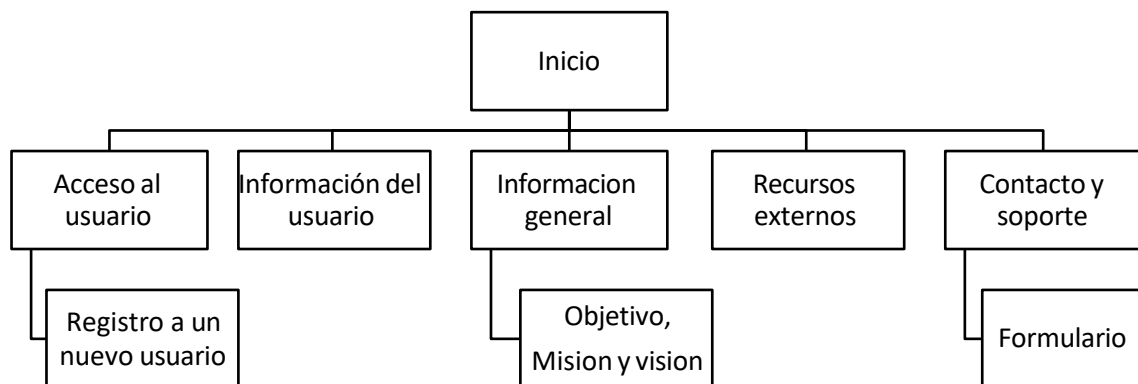 Inicio
Acceso al
usuario
Información del
usuario
Informacion
general
Recursos
externos
Contacto y
soporte
Registro a un
nuevo usuario
Objetivo,
Mision y vision
Formulario